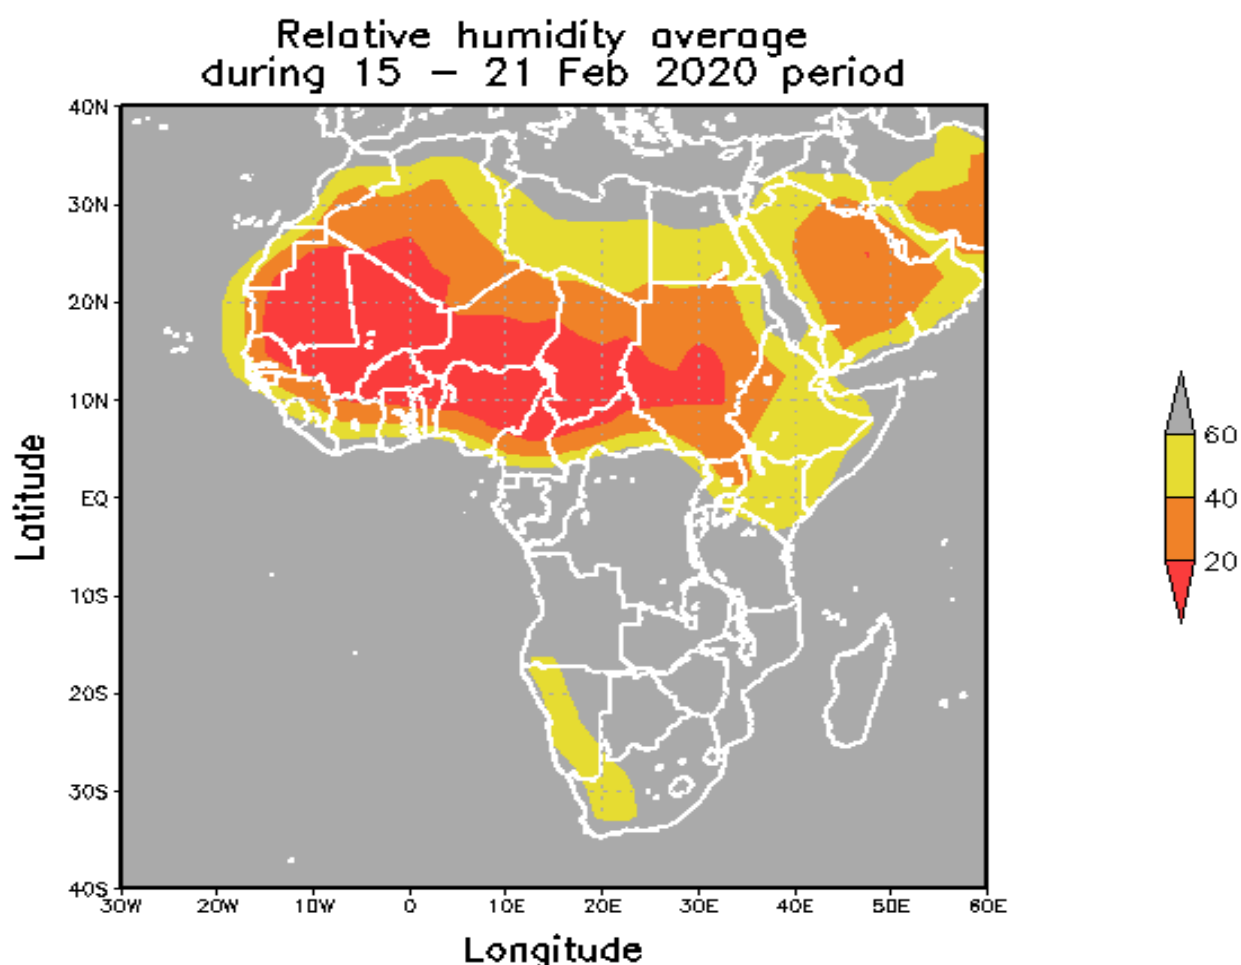 Relative humidity average
during 15 – 21 Feb 2020 period
40N
30N
20N
10N
EQ
10S
20S
30S
40S
30W 20W 10W 0 10E 20E 30E 40E 50E 60E
Latitude
Longitude
60
40
20